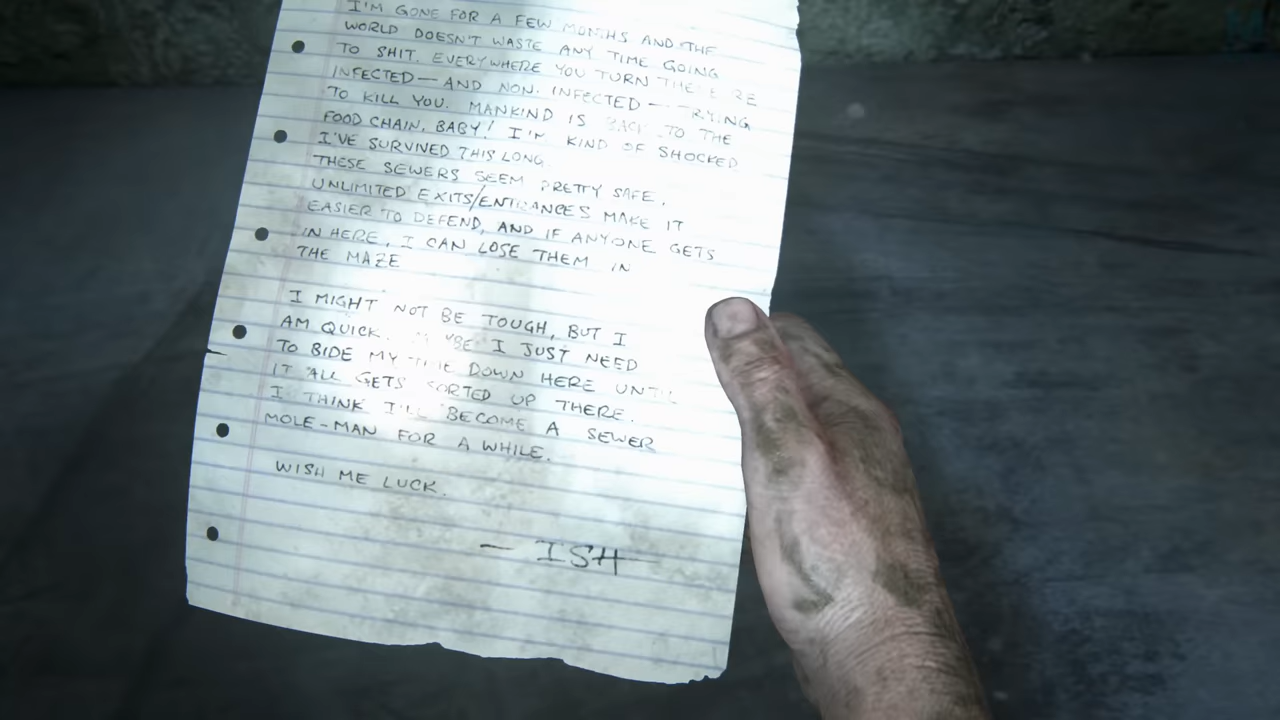 I'M GONE FOR A FEW MONTHS AND THE
WORLD DOESN'T WASTE ANY TIME GOING
TO SHIT. EVERYWHERE YOU TURN THERE RE
INFECTED — AND NON. INFECTED — TRYING
TO KILL YOU. MANKIND IS BACK TO THE
FOOD CHAIN, BABY! I'M KIND OF SHOCKED
I'VE SURVIVED THIS LONG
THESE SEWERS SEEM PRETTY SAFE.
UNLIMITED EXITS/ENTRANCES MAKE IT
EASIER TO DEFEND, AND IF ANYONE GETS
IN HERE, I CAN LOSE THEM IN
THE MAZE
I MIGHT NOT BE TOUGH, BUT I
AM QUICK. MAYBE I JUST NEED
TO BIDE MY TIME DOWN HERE UNTIL
IT ALL GETS SORTED UP THERE.
I THINK I'LL BECOME A SEWER
MOLE-MAN FOR A WHILE.
WISH ME LUCK.
— ISH